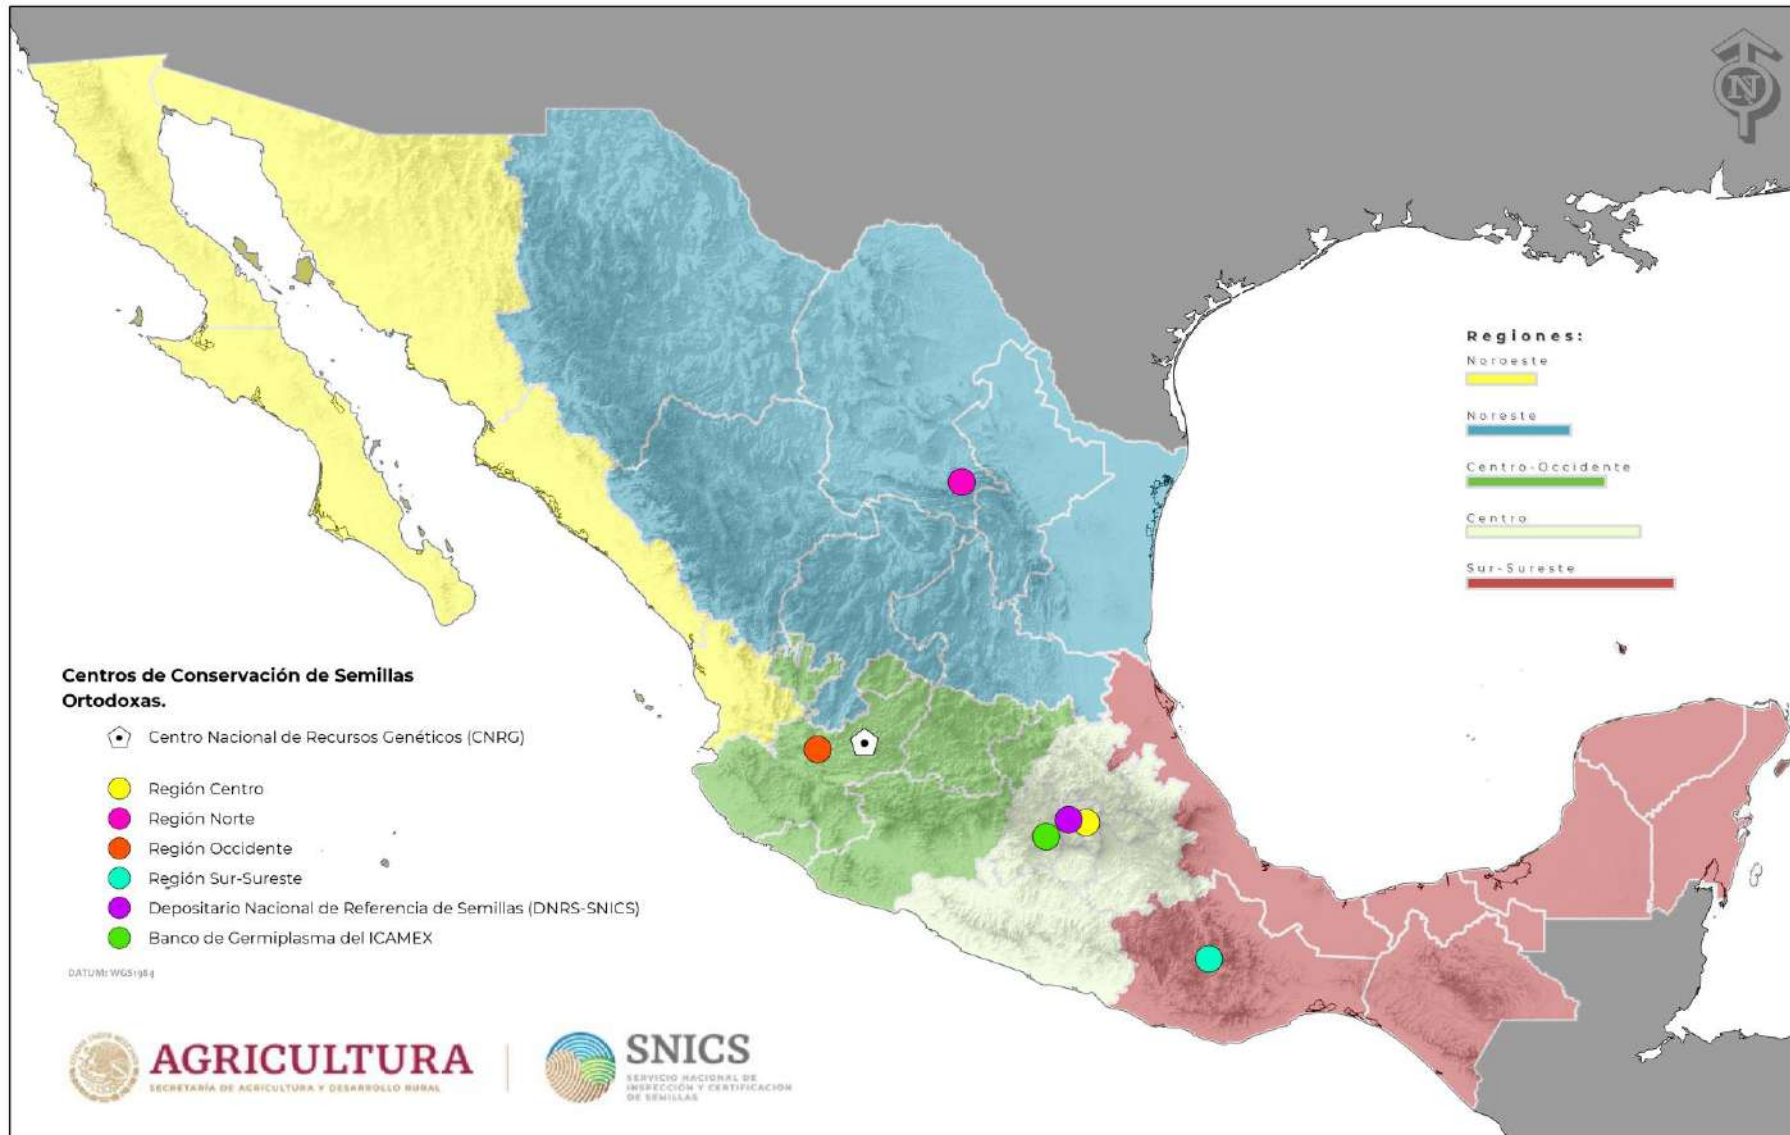 N
Regiones:
Noroeste
Noreste
Centro-Occidente
Centro
Sur-Sureste
Centros de Conservación de Semillas
Ortodoxas.
Centro Nacional de Recursos Genéticos (CNRG)
Región Centro
Región Norte
Región Occidente
Región Sur-Sureste
Depositario Nacional de Referencia de Semillas (DNRS-SNICS)
Banco de Germiplasma del ICAMEX
DATUM: WGS1984
AGRICULTURA
SECRETARÍA DE AGRICULTURA Y DESARROLLO RURAL
SNICS
SERVICIO NACIONAL DE
INSPECCIÓN Y CERTIFICACIÓN
DE SEMILLAS